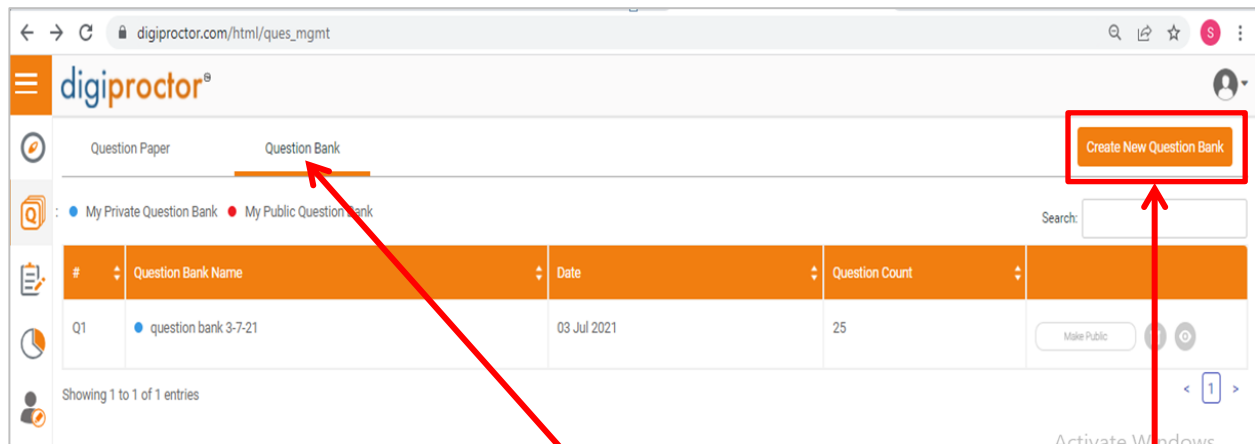 digiproctor.com/html/ques_mgmt
S
digiproctor®
Question Paper Question Bank Create New Question Bank
: My Private Question Bank My Public Question Bank Search:
Q
# Question Bank Name Date Question Count
Q1 question bank 3-7-21 03 Jul 2021 25 Make Public
Showing 1 to 1 of 1 entries < 1 >
Activate Windows